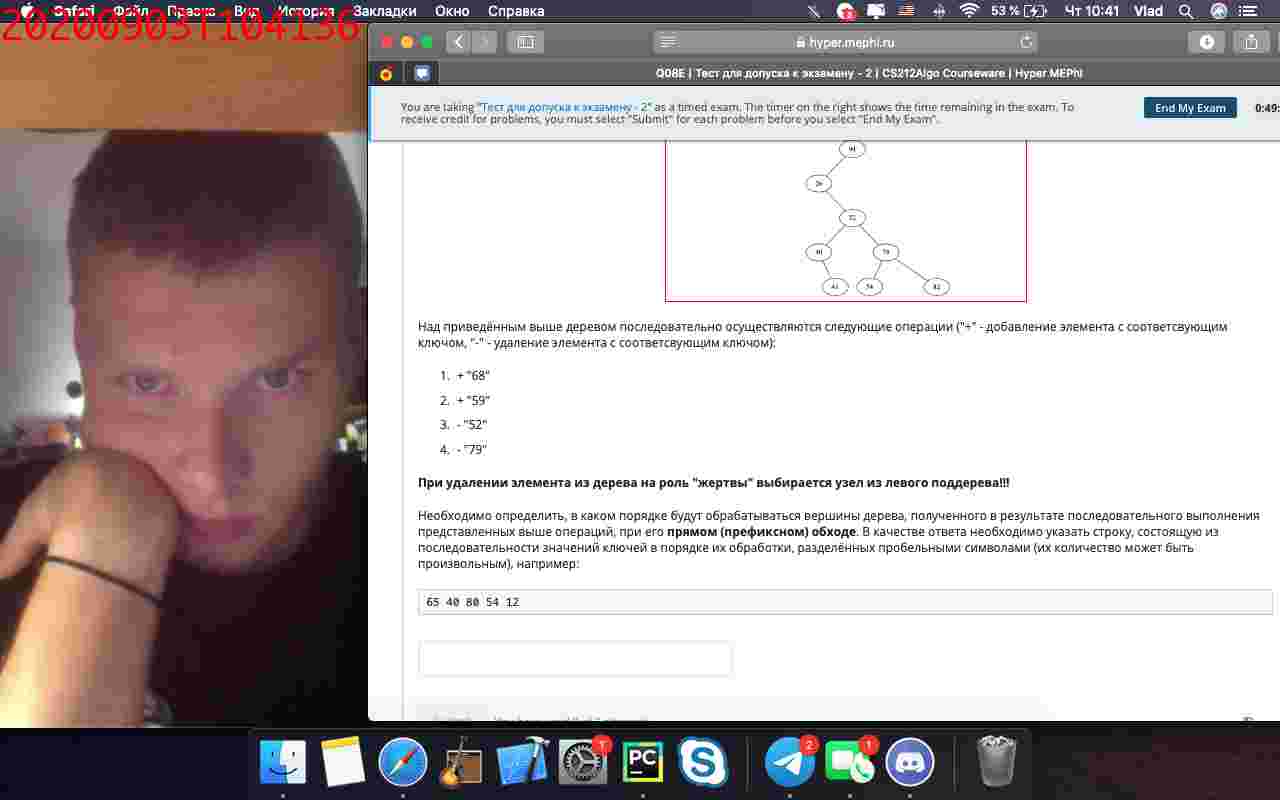 20200903T104136
Safari Файл Правка Вид История Закладки Окно Справка
53 % Чт 10:41 Vlad
hyper.mephi.ru
Q08E | Тест для допуска к экзамену - 2 | CS212Algo Courseware | Hyper.MEPhI
You are taking "Тест для допуска к экзамену - 2" as a timed exam. The timer on the right shows the time remaining in the exam. To
receive credit for problems, you must select "Submit" for each problem before you select "End My Exam".
End My Exam
0:49:
52
79
41
82
Над приведённым выше деревом последовательно осуществляются следующие операции ("+" - добавление элемента с соответсвующим
ключом, "-" - удаление элемента с соответсвующим ключом):
1. + "68"
2. + "59"
3. - "52"
4. - "79"
При удалении элемента из дерева на роль "жертвы" выбирается узел из левого поддерева!!!
Необходимо определить, в каком порядке будут обрабатываться вершины дерева, полученного в результате последовательного выполнения
представленных выше операций, при его прямом (префиксном) обходе. В качестве ответа необходимо указать строку, состоящую из
последовательности значений ключей в порядке их обработки, разделённых пробельными символами (их количество может быть
произвольным), например:
65 40 80 54 12
1
PC
2
1